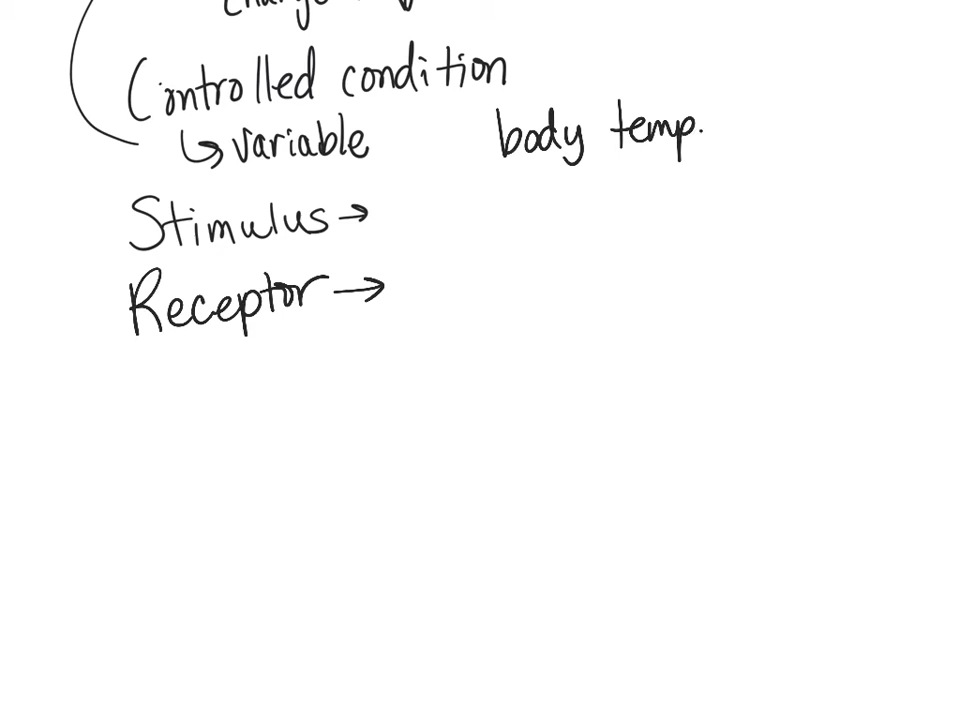 Controlled condition
↳ variable body temp.
Stimulus →
Receptor →